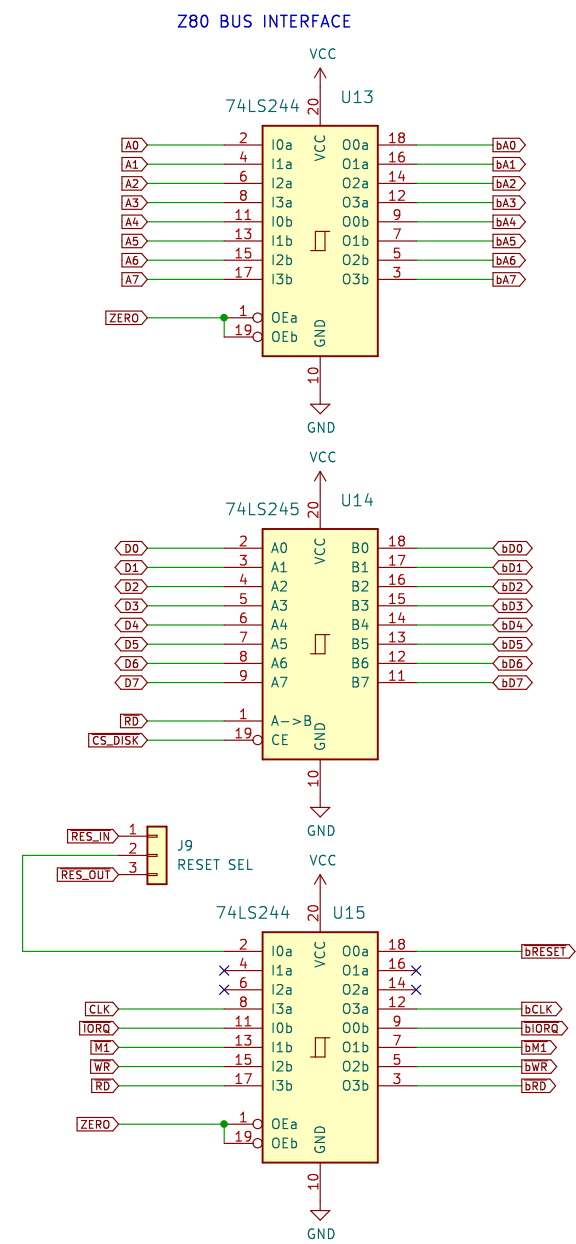 Z80 BUS INTERFACE
VCC
74LS244 U13
20
VCC
A0 2 I0a O0a 18 bA0
A1 4 I1a O1a 16 bA1
A2 6 I2a O2a 14 bA2
A3 8 I3a O3a 12 bA3
A4 11 I0b O0b 9 bA4
A5 13 I1b O1b 7 bA5
A6 15 I2b O2b 5 bA6
A7 17 I3b O3b 3 bA7
ZERO 1 OEa
19 OEb
GND
10
GND
VCC
74LS245 U14
20
VCC
D0 2 A0 B0 18 bD0
D1 3 A1 B1 17 bD1
D2 4 A2 B2 16 bD2
D3 5 A3 B3 15 bD3
D4 6 A4 B4 14 bD4
D5 7 A5 B5 13 bD5
D6 8 A6 B6 12 bD6
D7 9 A7 B7 11 bD7
RD 1 A->B
CS_DISK 19 CE
GND
10
GND
RES_IN 1
2
RES_OUT 3
J9
RESET SEL
VCC
74LS244 U15
20
VCC
2 I0a O0a 18 bRESET
4 I1a O1a 16
6 I2a O2a 14
CLK 8 I3a O3a 12 bCLK
IORQ 11 I0b O0b 9 bIORQ
M1 13 I1b O1b 7 bM1
WR 15 I2b O2b 5 bWR
RD 17 I3b O3b 3 bRD
ZERO 1 OEa
19 OEb
GND
10
GND